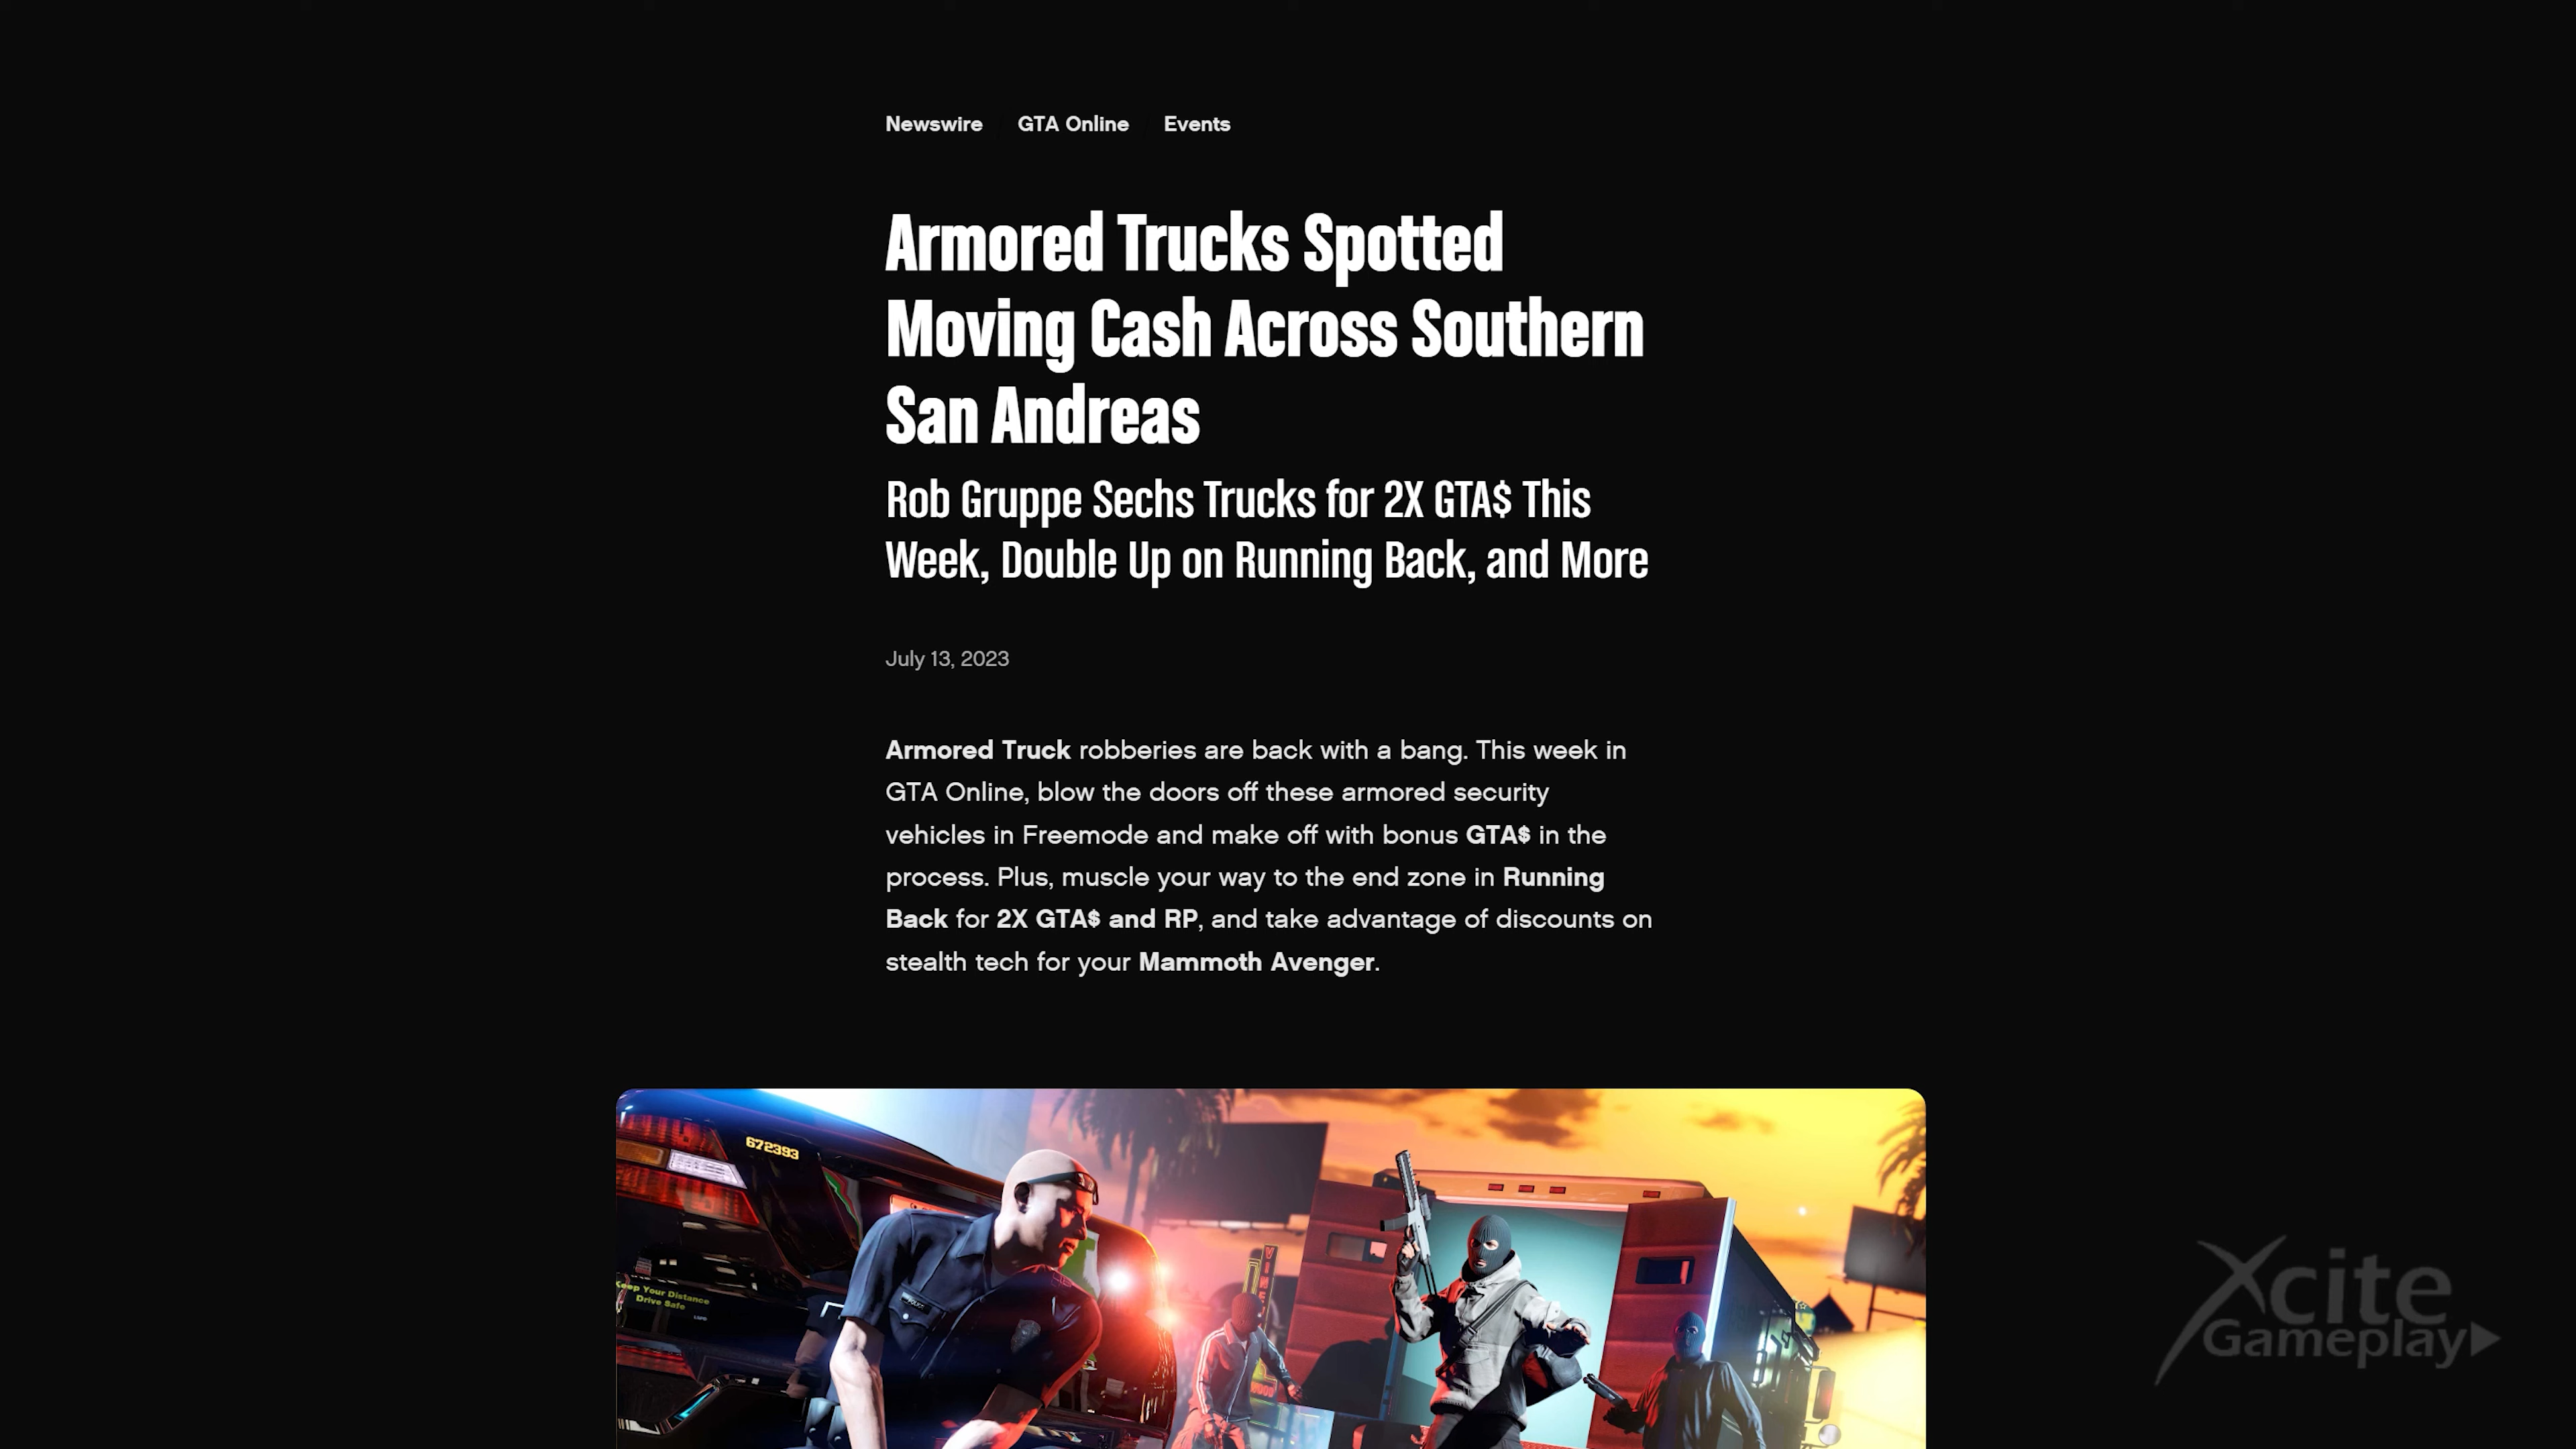 Newswire GTA Online Events
Armored Trucks Spotted
Moving Cash Across Southern
San Andreas
Rob Gruppe Sechs Trucks for 2X GTA$ This
Week, Double Up on Running Back, and More
July 13, 2023
Armored Truck robberies are back with a bang. This week in
GTA Online, blow the doors off these armored security
vehicles in Freemode and make off with bonus GTA$ in the
process. Plus, muscle your way to the end zone in Running
Back for 2X GTA$ and RP, and take advantage of discounts on
stealth tech for your Mammoth Avenger.
672393
Keep Your Distance
Drive Safe
Xcite
Gameplay